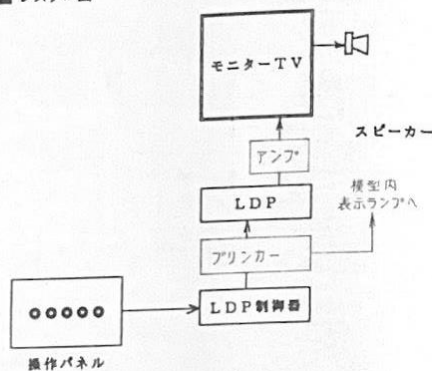 モニターTV
スピーカー
アンプ
LDP
模型内
表示ランプへ
プリンカー
LDP制御器
操作パネル